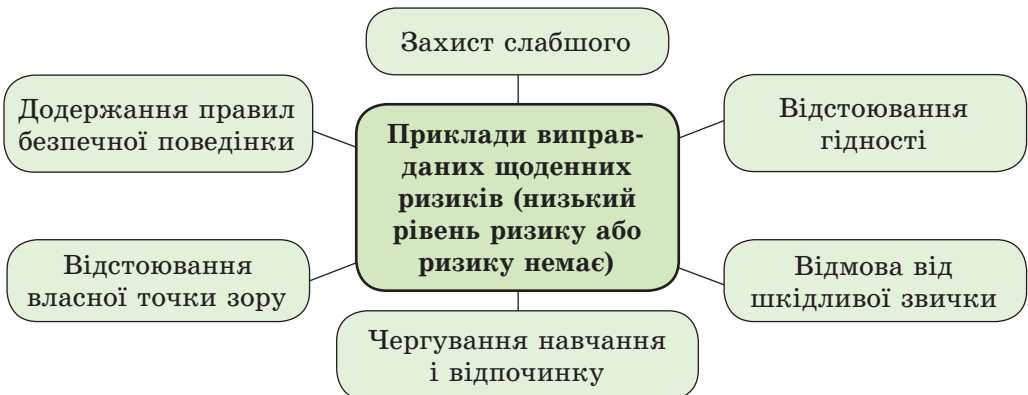 Захист слабшого
Додержання правил
безпечної поведінки
Приклади виправ-
даних щоденних
ризиків (низький
рівень ризику або
ризику немає)
Відстоювання
гідності
Відстоювання
власної точки зору
Відмова від
шкідливої звички
Чергування навчання
і відпочинку